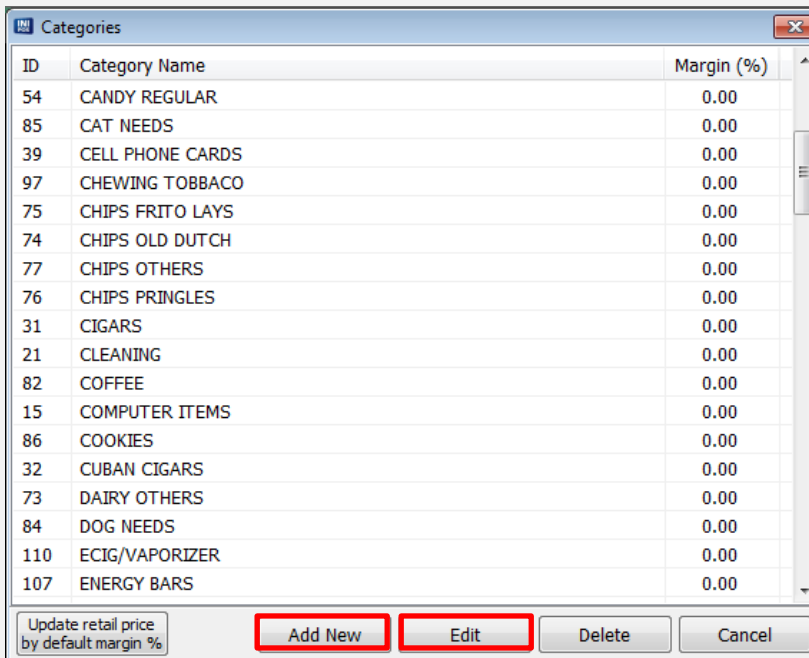 Categories
ID Category Name Margin (%)
54 CANDY REGULAR 0.00
85 CAT NEEDS 0.00
39 CELL PHONE CARDS 0.00
97 CHEWING TOBBACO 0.00
75 CHIPS FRITO LAYS 0.00
74 CHIPS OLD DUTCH 0.00
77 CHIPS OTHERS 0.00
76 CHIPS PRINGLES 0.00
31 CIGARS 0.00
21 CLEANING 0.00
82 COFFEE 0.00
15 COMPUTER ITEMS 0.00
86 COOKIES 0.00
32 CUBAN CIGARS 0.00
73 DAIRY OTHERS 0.00
84 DOG NEEDS 0.00
110 ECIG/VAPORIZER 0.00
107 ENERGY BARS 0.00
Update retail price
by default margin %
Add New Edit Delete Cancel